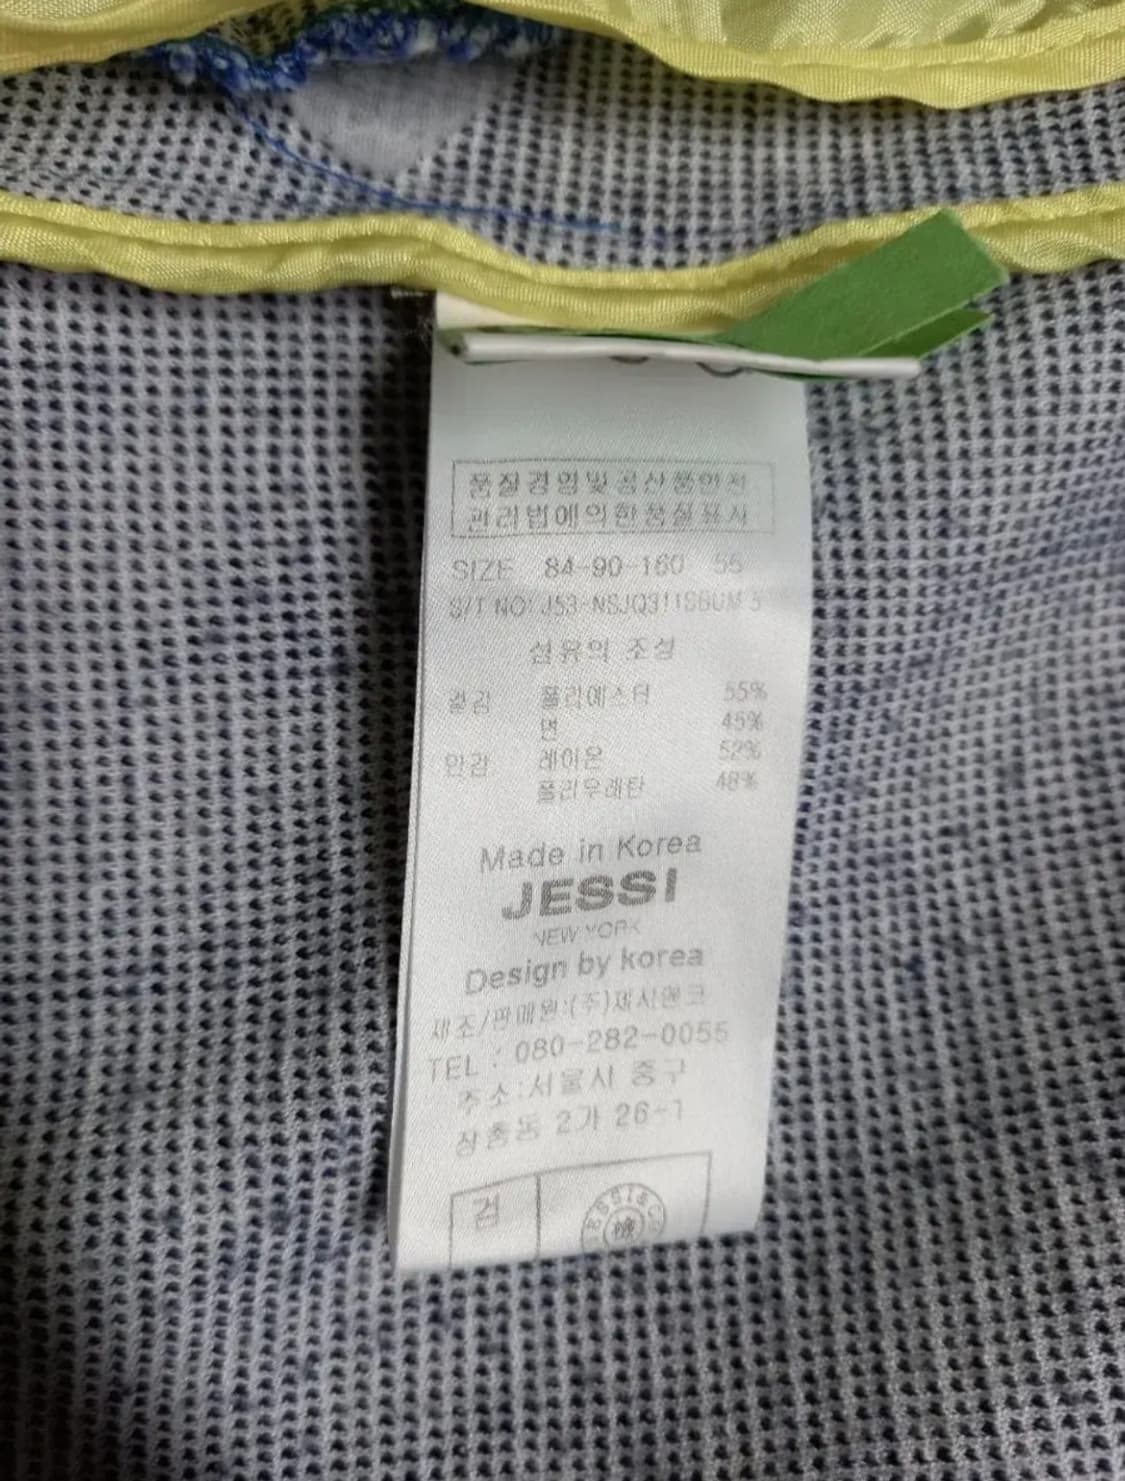 품질경영및공산품안전
관리법에의한품질표시
SIZE 84-90-160 55
S/T NO: J53-NSJQ311SBUM 5
섬유의 조성
겉감 폴리에스터 55%
면 45%
안감 레이온 52%
폴리우레탄 48%
Made in Korea
JESSI
NEW YORK
Design by korea
제조/판매원:(주)제시앤코
TEL : 080-282-0055
주소:서울시 중구
장충동 2가 26-1
검